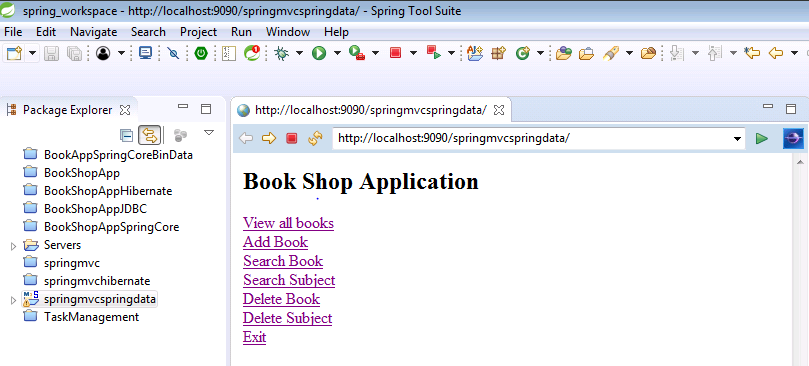 spring_workspace - http://localhost:9090/springmvcspringdata/ - Spring Tool Suite
File Edit Navigate Search Project Run Window Help
Package Explorer
BookAppSpringCoreBinData
BookShopApp
BookShopAppHibernate
BookShopAppJDBC
BookShopAppSpringCore
Servers
springmvc
springmvchibernate
springmvcspringdata
TaskManagement
http://localhost:9090/springmvcspringdata/
http://localhost:9090/springmvcspringdata/
Book Shop Application
View all books
Add Book
Search Book
Search Subject
Delete Book
Delete Subject
Exit